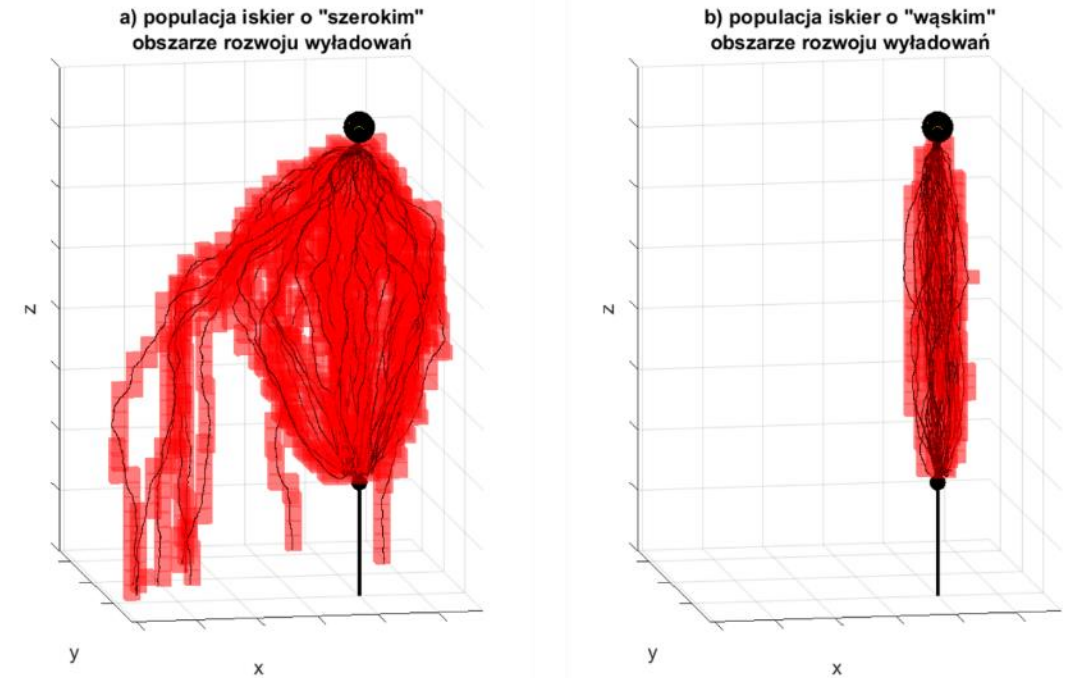 a) populacja iskier o "szerokim"
obszarze rozwoju wyładowań
z
y
x
b) populacja iskier o "wąskim"
obszarze rozwoju wyładowań
z
y
x